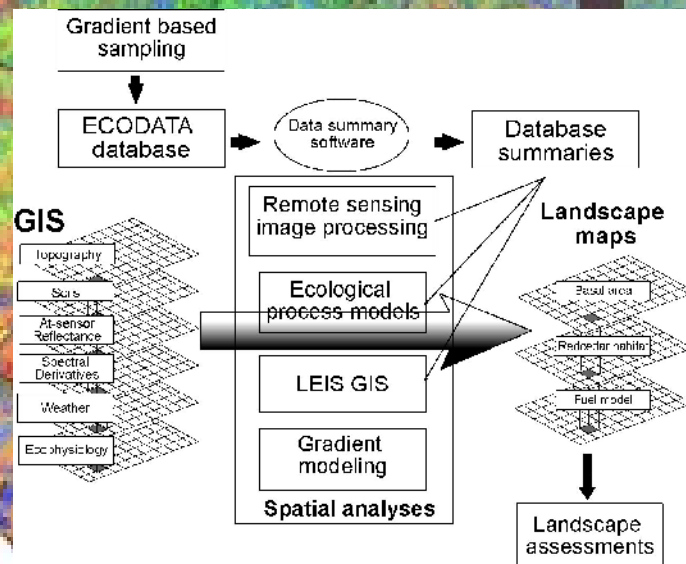 Gradient based
sampling
ECODATA
database
Data summary
software
Database
summaries
GIS
Topography
Soils
At-sensor
Reflectance
Spectral
Derivatives
Weather
Ecophysiology
Remote sensing
image processing
Ecological
process models
LEIS GIS
Gradient
modeling
Spatial analyses
Landscape
maps
Basal area
Redcedar habitat
Fuel model
Landscape
assessments